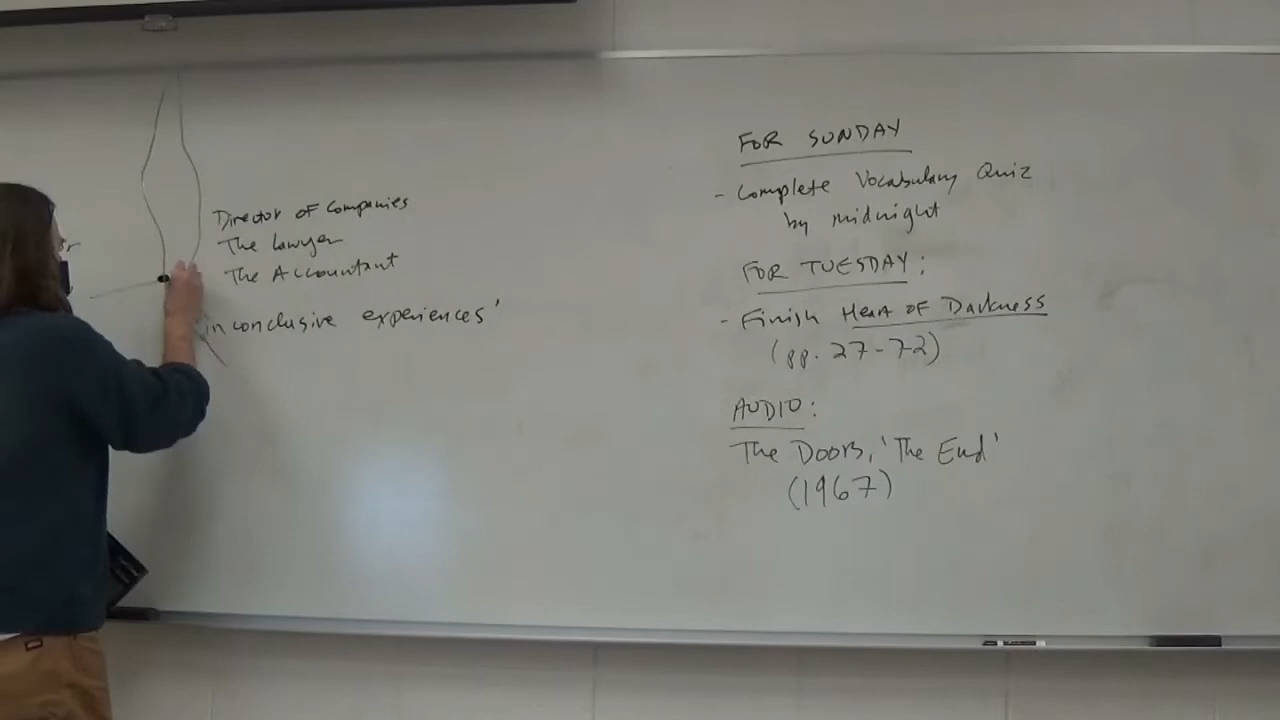 Director of Companies
The Lawyer
The Accountant
inconclusive experiences'
FOR SUNDAY
- Complete Vocabulary Quiz
by midnight
FOR TUESDAY:
- Finish Heart of Darkness
(pp. 27-72)
AUDIO:
The Doors, 'The End'
(1967)